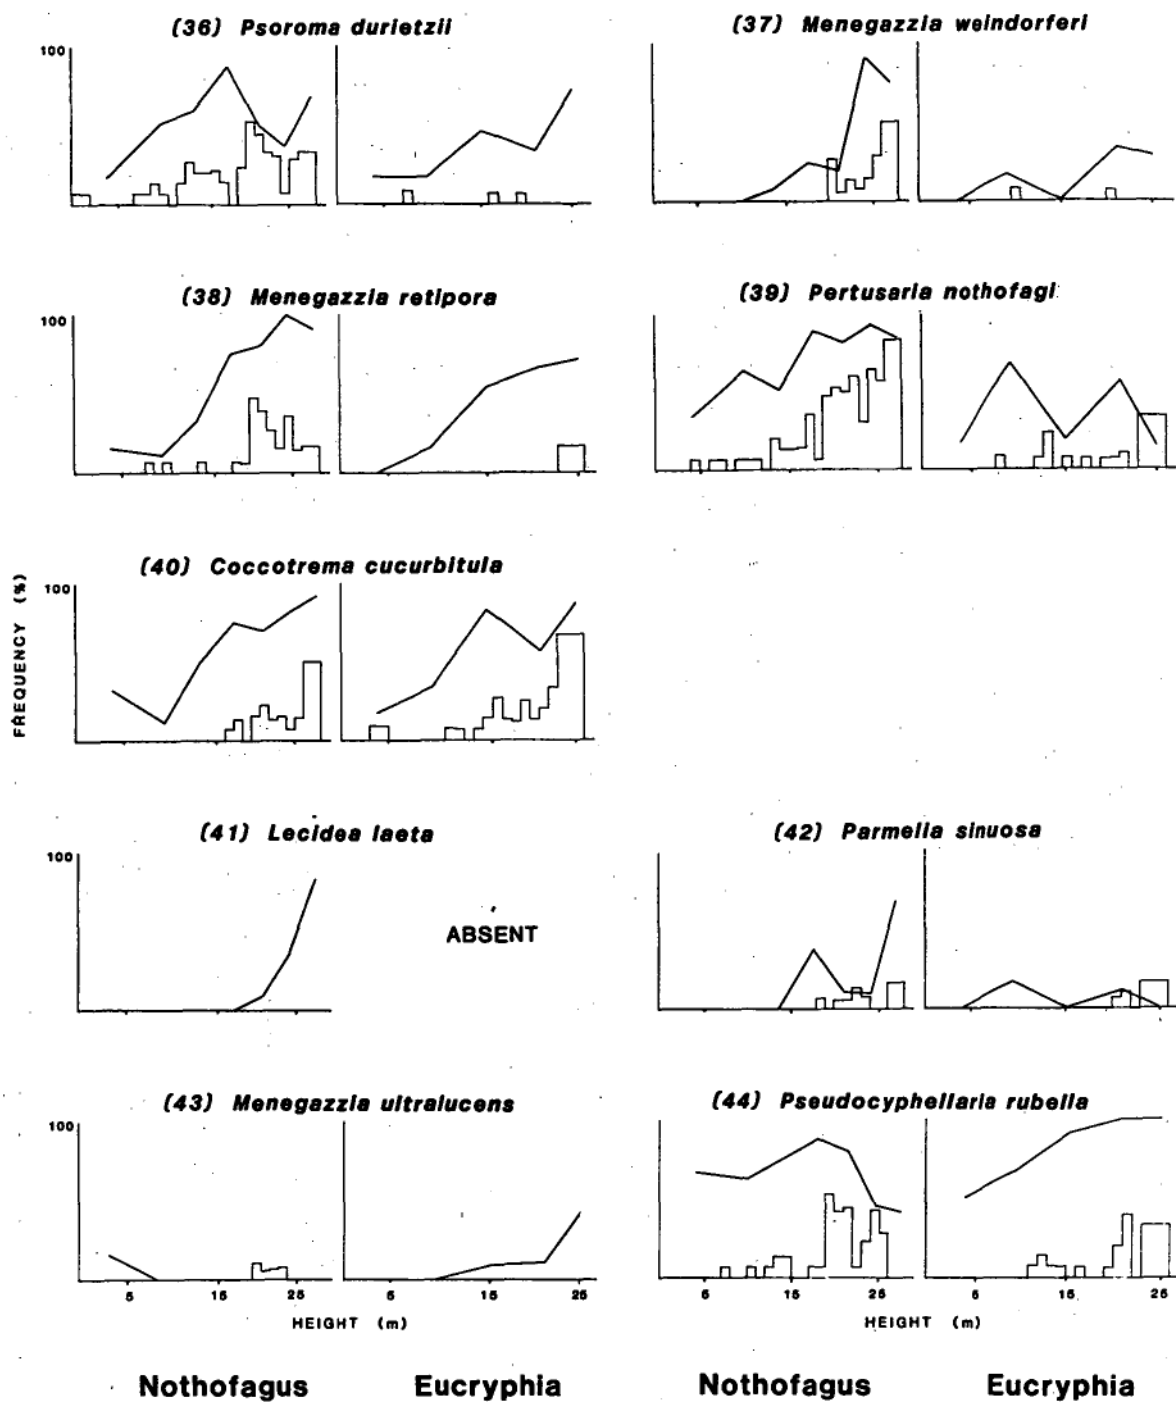 (36) Psoroma durietzii
(37) Menegazzia weindorferi
100
(38) Menegazzia retipora
(39) Pertusaria nothofagi
100
(40) Coccotrema cucurbitula
100
FREQUENCY (%)
(41) Lecidea laeta
(42) Parmelia sinuosa
100
ABSENT
(43) Menegazzia ultralucens
(44) Pseudocyphellaria rubella
100
5 15 25 5 15 25 5 15 25 5 15 25
HEIGHT (m) HEIGHT (m)
Nothofagus Eucryphia Nothofagus Eucryphia